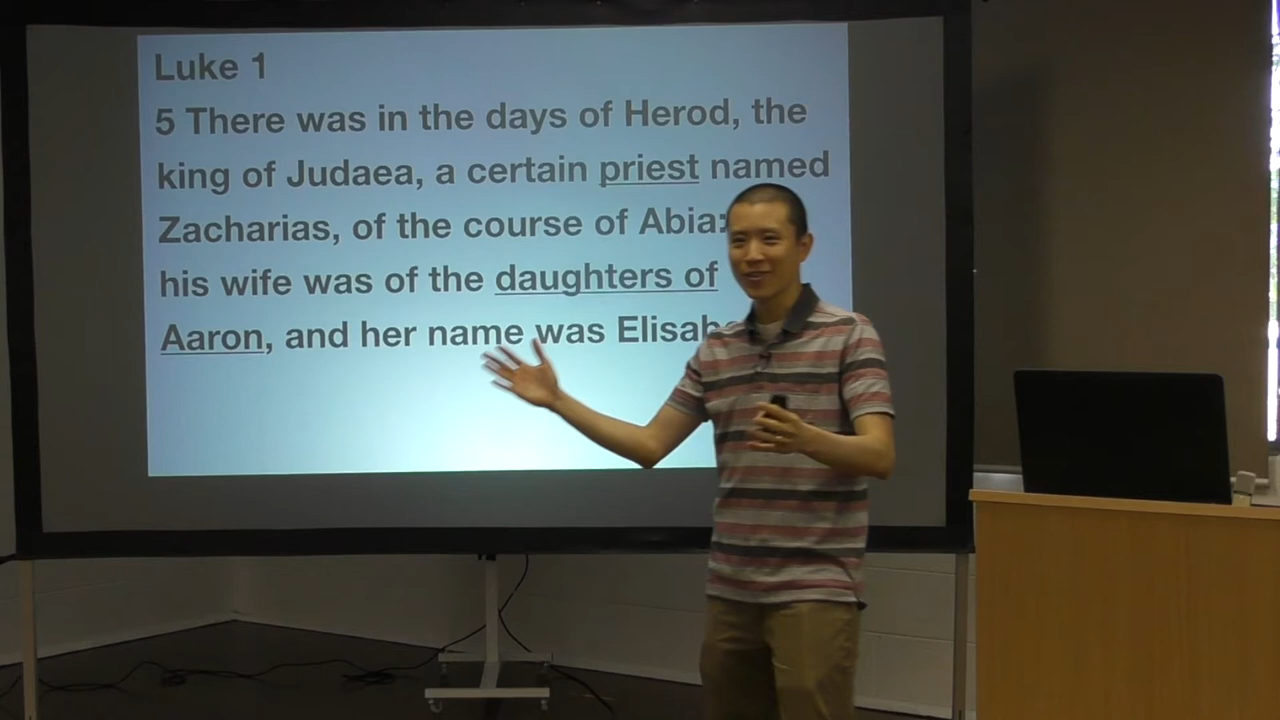 Luke 1
5 There was in the days of Herod, the
king of Judaea, a certain priest named
Zacharias, of the course of Abia:
his wife was of the daughters of
Aaron, and her name was